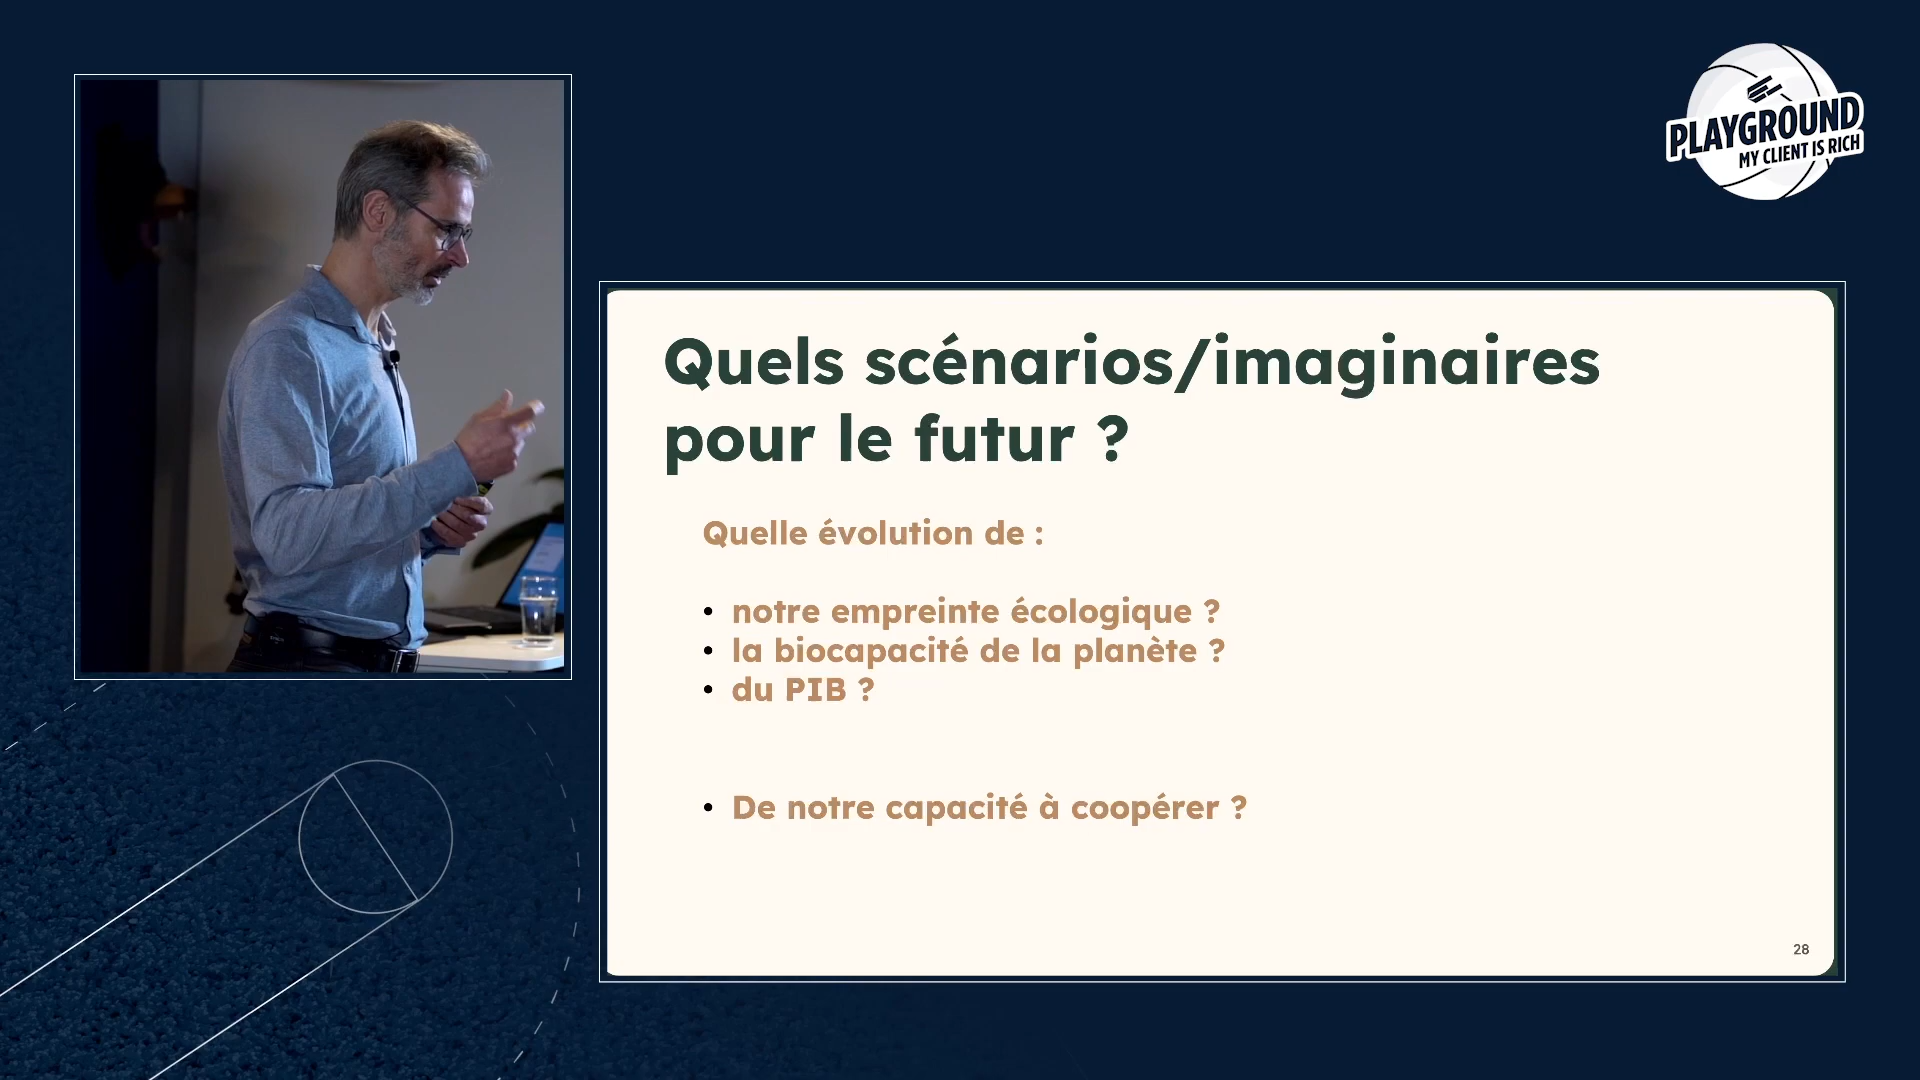 PLAYGROUND
MY CLIENT IS RICH
Quels scénarios/imaginaires
pour le futur ?
Quelle évolution de :
• notre empreinte écologique ?
• la biocapacité de la planète ?
• du PIB ?
• De notre capacité à coopérer ?
28